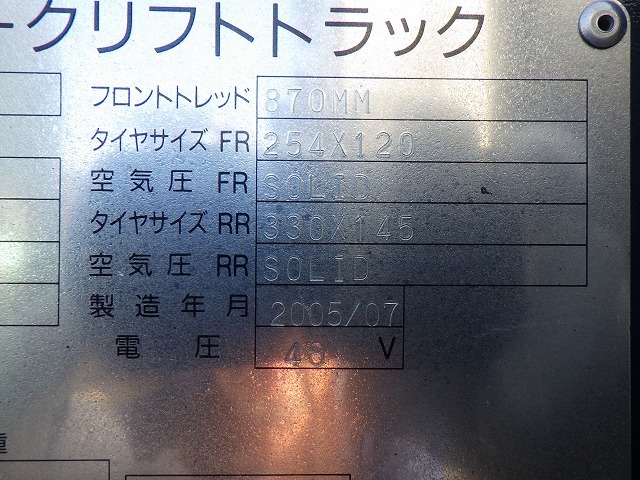 ークリフトトラック
フロントトレッド 870MM
タイヤサイズ FR 254X120
空気圧 FR SOLID
タイヤサイズ RR 330X145
空気圧 RR SOLID
製造年月 2005/07
電圧 48 V